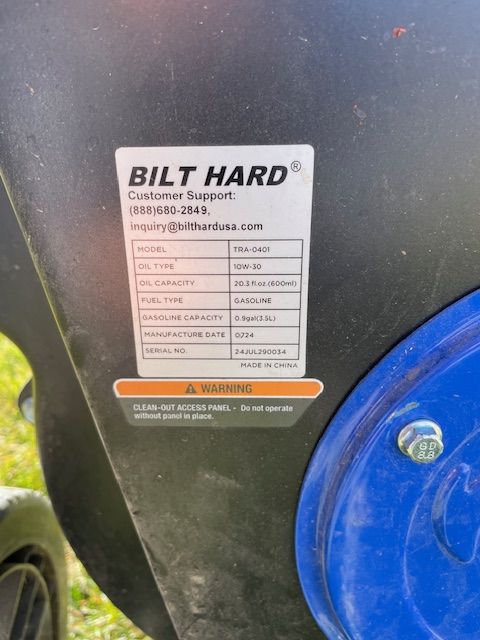 BILT HARD®
Customer Support:
(888)680-2849,
inquiry@bilthardusa.com
MODEL TRA-0401
OIL TYPE 10W-30
OIL CAPACITY 20.3 fl.oz.(600ml)
FUEL TYPE GASOLINE
GASOLINE CAPACITY 0.9gal(3.5L)
MANUFACTURE DATE 0724
SERIAL NO. 24JUL290034
MADE IN CHINA
⚠ WARNING
CLEAN-OUT ACCESS PANEL - Do not operate
without panel in place.
GD
8.8